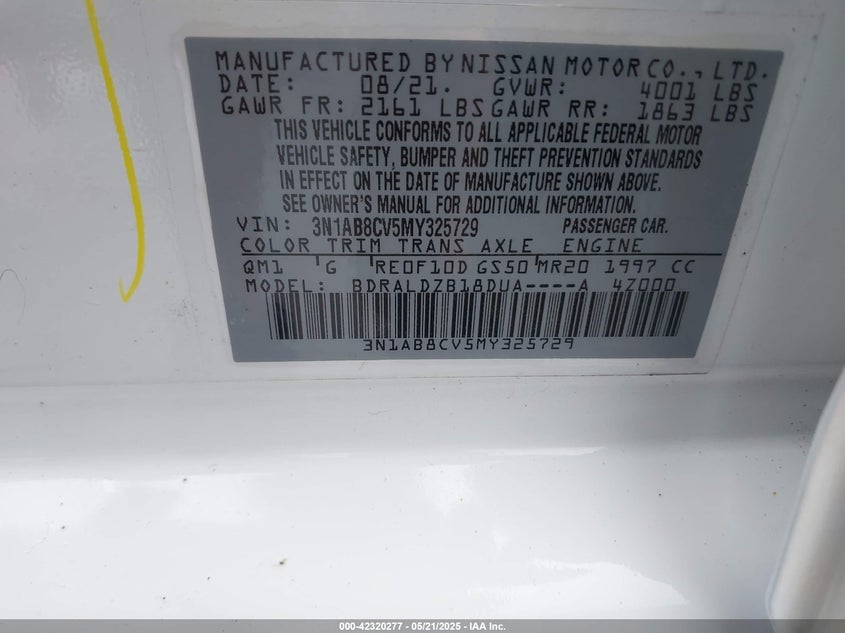 MANUFACTURED BY NISSAN MOTOR CO., LTD.
DATE: 08/21. GVWR: 4001 LBS
GAWR FR: 2161 LBS GAWR RR: 1863 LBS
THIS VEHICLE CONFORMS TO ALL APPLICABLE FEDERAL MOTOR
VEHICLE SAFETY, BUMPER AND THEFT PREVENTION STANDARDS
IN EFFECT ON THE DATE OF MANUFACTURE SHOWN ABOVE.
SEE OWNER'S MANUAL FOR ADDITIONAL INFORMATION.
VIN: 3N1AB8CV5MY325729 PASSENGER CAR.
COLOR TRIM TRANS AXLE ENGINE
QM1 G RE0F10D GS50 MR20 1997 CC
MODEL: BDRALDZB18DUA----A 4Z000
3N1AB8CV5MY325729
000-42320277 - 05/21/2025 - IAA Inc.